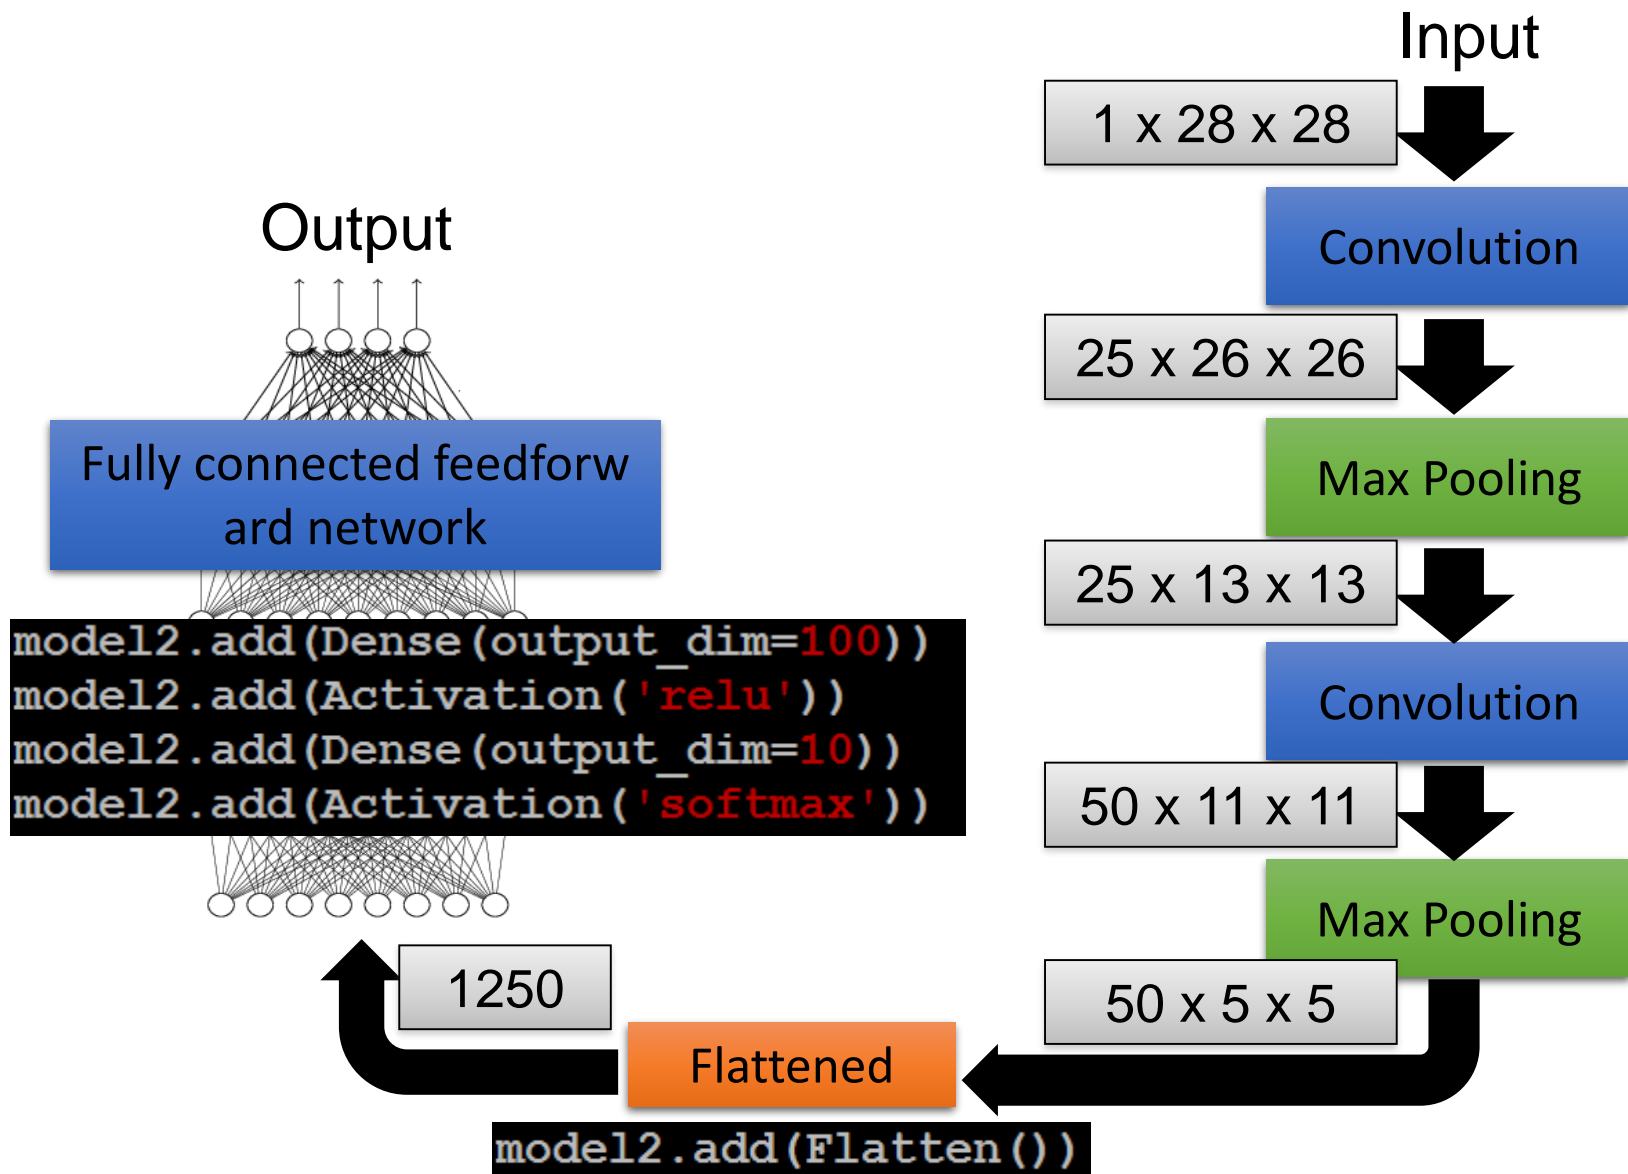 Input
1 x 28 x 28
Convolution
25 x 26 x 26
Max Pooling
25 x 13 x 13
Convolution
50 x 11 x 11
Max Pooling
50 x 5 x 5
Flattened
model2.add(Flatten())
1250
Output
Fully connected feedforw
ard network
model2.add(Dense(output_dim=100))
model2.add(Activation('relu'))
model2.add(Dense(output_dim=10))
model2.add(Activation('softmax'))